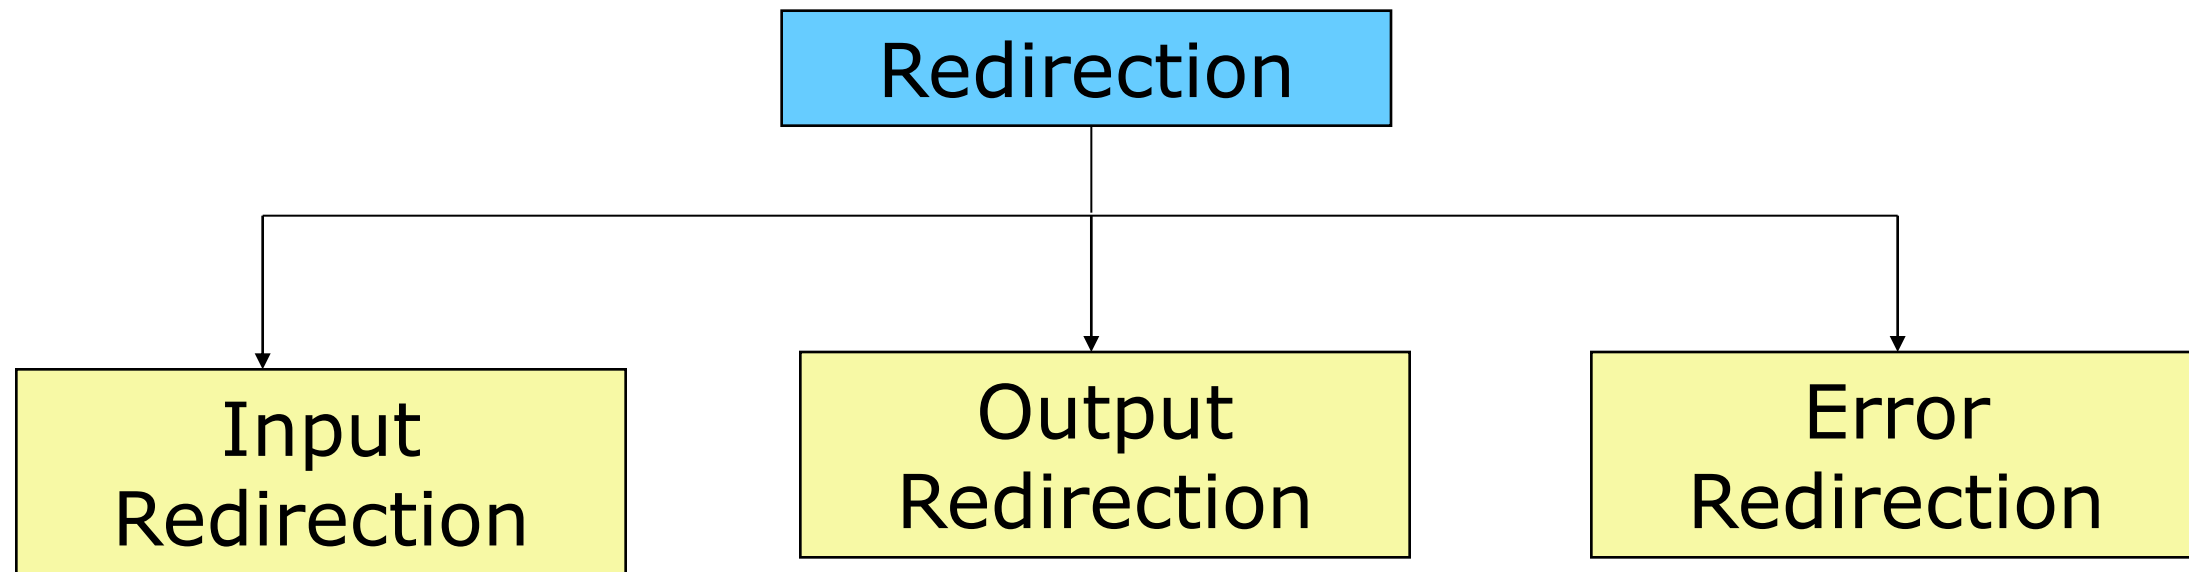 Redirection
Input
Redirection
Output
Redirection
Error
Redirection